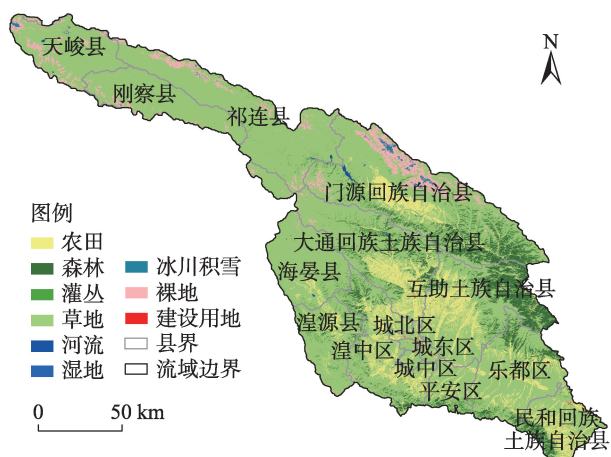 天峻县
N
刚察县
祁连县
门源回族自治县
图例
农田
大通回族土族自治县
森林
冰川积雪
海晏县
灌丛
裸地
互助土族自治县
草地
建设用地
湟源县
城北区
河流
县界
湟中区
城东区
湿地
流域边界
城中区
乐都区
平安区
0 50 km
民和回族
土族自治县